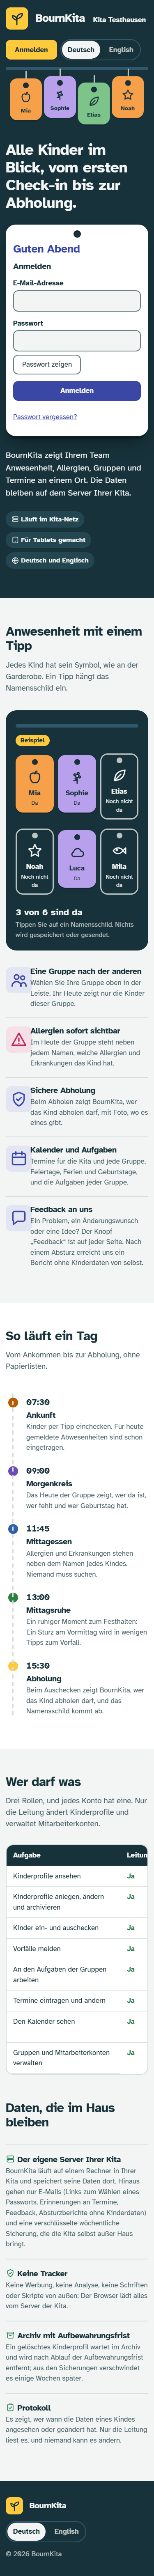 BournKita
Kita Testhausen
Anmelden
Deutsch
English
Mia
Sophie
Elias
Noah
Alle Kinder im
Blick, vom ersten
Check-in bis zur
Abholung.
Guten Abend
Anmelden
E-Mail-Adresse
Passwort
Passwort zeigen
Anmelden
Passwort vergessen?
BournKita zeigt Ihrem Team
Anwesenheit, Allergien, Gruppen und
Termine an einem Ort. Die Daten
bleiben auf dem Server Ihrer Kita.
Läuft im Kita-Netz
Für Tablets gemacht
Deutsch und Englisch
Anwesenheit mit einem
Tipp
Jedes Kind hat sein Symbol, wie an der
Garderobe. Ein Tipp hängt das
Namensschild ein.
Beispiel
Mia
Da
Sophie
Da
Elias
Noch nicht
da
Noah
Noch nicht
da
Luca
Da
Mila
Noch nicht
da
3 von 6 sind da
Tippen Sie auf ein Namensschild. Nichts
wird gespeichert oder gesendet.
Eine Gruppe nach der anderen
Wählen Sie Ihre Gruppe oben in der
Leiste. Ihr Heute zeigt nur die Kinder
dieser Gruppe.
Allergien sofort sichtbar
Im Heute der Gruppe steht neben
jedem Namen, welche Allergien und
Erkrankungen das Kind hat.
Sichere Abholung
Beim Abholen zeigt BournKita, wer
das Kind abholen darf, mit Foto, wo es
eines gibt.
Kalender und Aufgaben
Termine für die Kita und jede Gruppe,
Feiertage, Ferien und Geburtstage,
und die Aufgaben jeder Gruppe.
Feedback an uns
Ein Problem, ein Änderungswunsch
oder eine Idee? Der Knopf
„Feedback“ ist auf jeder Seite. Nach
einem Absturz erreicht uns ein
Bericht ohne Kinderdaten von selbst.
So läuft ein Tag
Vom Ankommen bis zur Abholung, ohne
Papierlisten.
07:30
Ankunft
Kinder per Tipp einchecken. Für heute
gemeldete Abwesenheiten sind schon
eingetragen.
09:00
Morgenkreis
Das Heute der Gruppe zeigt, wer da ist,
wer fehlt und wer Geburtstag hat.
11:45
Mittagessen
Allergien und Erkrankungen stehen
neben dem Namen jedes Kindes.
Niemand muss suchen.
13:00
Mittagsruhe
Ein ruhiger Moment zum Festhalten:
Ein Sturz am Vormittag wird in wenigen
Tipps zum Vorfall.
15:30
Abholung
Beim Auschecken zeigt BournKita, wer
das Kind abholen darf, und das
Namensschild kommt ab.
Wer darf was
Drei Rollen, und jedes Konto hat eine. Nur
die Leitung ändert Kinderprofile und
verwaltet Mitarbeiterkonten.
Aufgabe
Leitun
Kinderprofile ansehen
Ja
Kinderprofile anlegen, ändern
und archivieren
Ja
Kinder ein- und auschecken
Ja
Vorfälle melden
Ja
An den Aufgaben der Gruppen
arbeiten
Ja
Termine eintragen und ändern
Ja
Den Kalender sehen
Ja
Gruppen und Mitarbeiterkonten
verwalten
Ja
Daten, die im Haus
bleiben
Der eigene Server Ihrer Kita
BournKita läuft auf einem Rechner in Ihrer
Kita und speichert seine Daten dort. Hinaus
gehen nur E-Mails (Links zum Wählen eines
Passworts, Erinnerungen an Termine,
Feedback, Absturzberichte ohne Kinderdaten)
und eine verschlüsselte wöchentliche
Sicherung, die die Kita selbst außer Haus
bringt.
Keine Tracker
Keine Werbung, keine Analyse, keine Schriften
oder Skripte von außen: Der Browser lädt alles
vom Server der Kita.
Archiv mit Aufbewahrungsfrist
Ein gelöschtes Kinderprofil wartet im Archiv
und wird nach Ablauf der Aufbewahrungsfrist
entfernt; aus den Sicherungen verschwindet
es einige Wochen später.
Protokoll
Es zeigt, wer wann die Daten eines Kindes
angesehen oder geändert hat. Nur die Leitung
liest es, und niemand kann es ändern.
BournKita
Deutsch
English
© 2026 BournKita